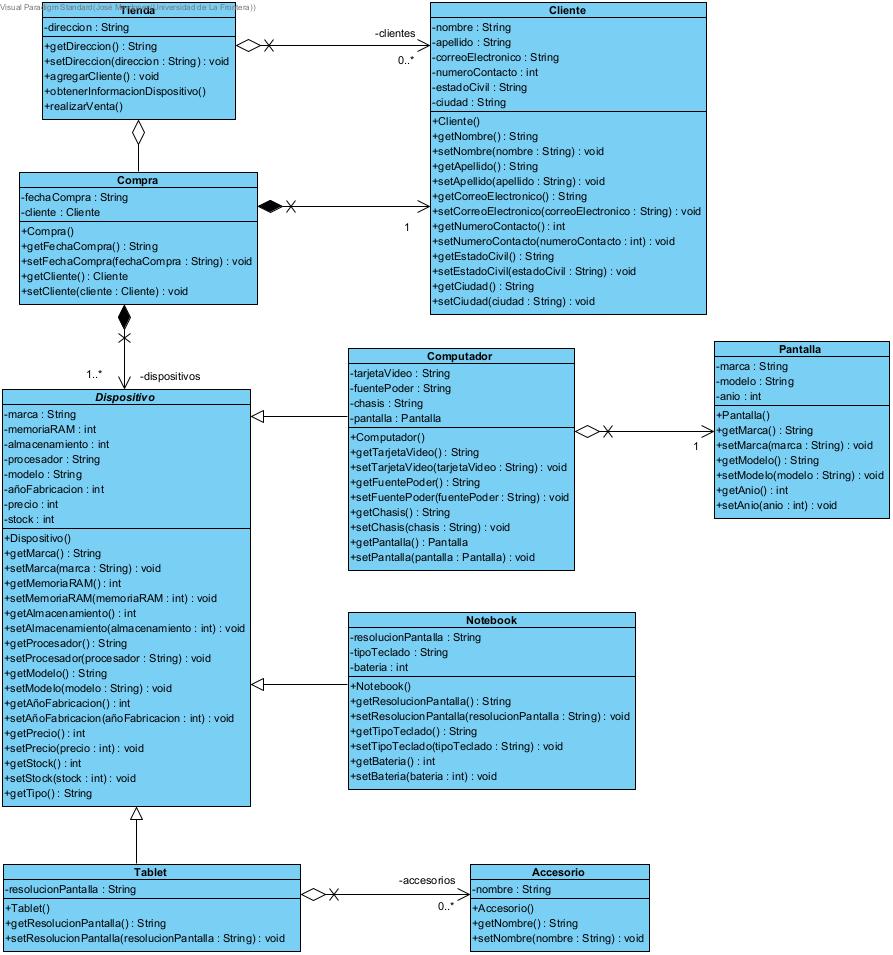 Visual Paradigm Standard(José M Universidad de La Frontera))
Tienda
-direccion : String
+getDireccion() : String
+setDireccion(direccion : String) : void
+agregarCliente() : void
+obtenerInformacionDispositivo()
+realizarVenta()
-clientes
0..*
Cliente
-nombre : String
-apellido : String
-correoElectronico : String
-numeroContacto : int
-estadoCivil : String
-ciudad : String
+Cliente()
+getNombre() : String
+setNombre(nombre : String) : void
+getApellido() : String
+setApellido(apellido : String) : void
+getCorreoElectronico() : String
+setCorreoElectronico(correoElectronico : String) : void
+getNumeroContacto() : int
+setNumeroContacto(numeroContacto : int) : void
+getEstadoCivil() : String
+setEstadoCivil(estadoCivil : String) : void
+getCiudad() : String
+setCiudad(ciudad : String) : void
Compra
-fechaCompra : String
-cliente : Cliente
+Compra()
+getFechaCompra() : String
+setFechaCompra(fechaCompra : String) : void
+getCliente() : Cliente
+setCliente(cliente : Cliente) : void
1
1..*
-dispositivos
Dispositivo
-marca : String
-memoriaRAM : int
-almacenamiento : int
-procesador : String
-modelo : String
-añoFabricacion : int
-precio : int
-stock : int
+Dispositivo()
+getMarca() : String
+setMarca(marca : String) : void
+getMemoriaRAM() : int
+setMemoriaRAM(memoriaRAM : int) : void
+getAlmacenamiento() : int
+setAlmacenamiento(almacenamiento : int) : void
+getProcesador() : String
+setProcesador(procesador : String) : void
+getModelo() : String
+setModelo(modelo : String) : void
+getAñoFabricacion() : int
+setAñoFabricacion(añoFabricacion : int) : void
+getPrecio() : int
+setPrecio(precio : int) : void
+getStock() : int
+setStock(stock : int) : void
+getTipo() : String
Computador
-tarjetaVideo : String
-fuentePoder : String
-chasis : String
-pantalla : Pantalla
+Computador()
+getTarjetaVideo() : String
+setTarjetaVideo(tarjetaVideo : String) : void
+getFuentePoder() : String
+setFuentePoder(fuentePoder : String) : void
+getChasis() : String
+setChasis(chasis : String) : void
+getPantalla() : Pantalla
+setPantalla(pantalla : Pantalla) : void
1
Pantalla
-marca : String
-modelo : String
-anio : int
+Pantalla()
+getMarca() : String
+setMarca(marca : String) : void
+getModelo() : String
+setModelo(modelo : String) : void
+getAnio() : int
+setAnio(anio : int) : void
Notebook
-resolucionPantalla : String
-tipoTeclado : String
-bateria : int
+Notebook()
+getResolucionPantalla() : String
+setResolucionPantalla(resolucionPantalla : String) : void
+getTipoTeclado() : String
+setTipoTeclado(tipoTeclado : String) : void
+getBateria() : int
+setBateria(bateria : int) : void
Tablet
-resolucionPantalla : String
+Tablet()
+getResolucionPantalla() : String
+setResolucionPantalla(resolucionPantalla : String) : void
-accesorios
0..*
Accesorio
-nombre : String
+Accesorio()
+getNombre() : String
+setNombre(nombre : String) : void